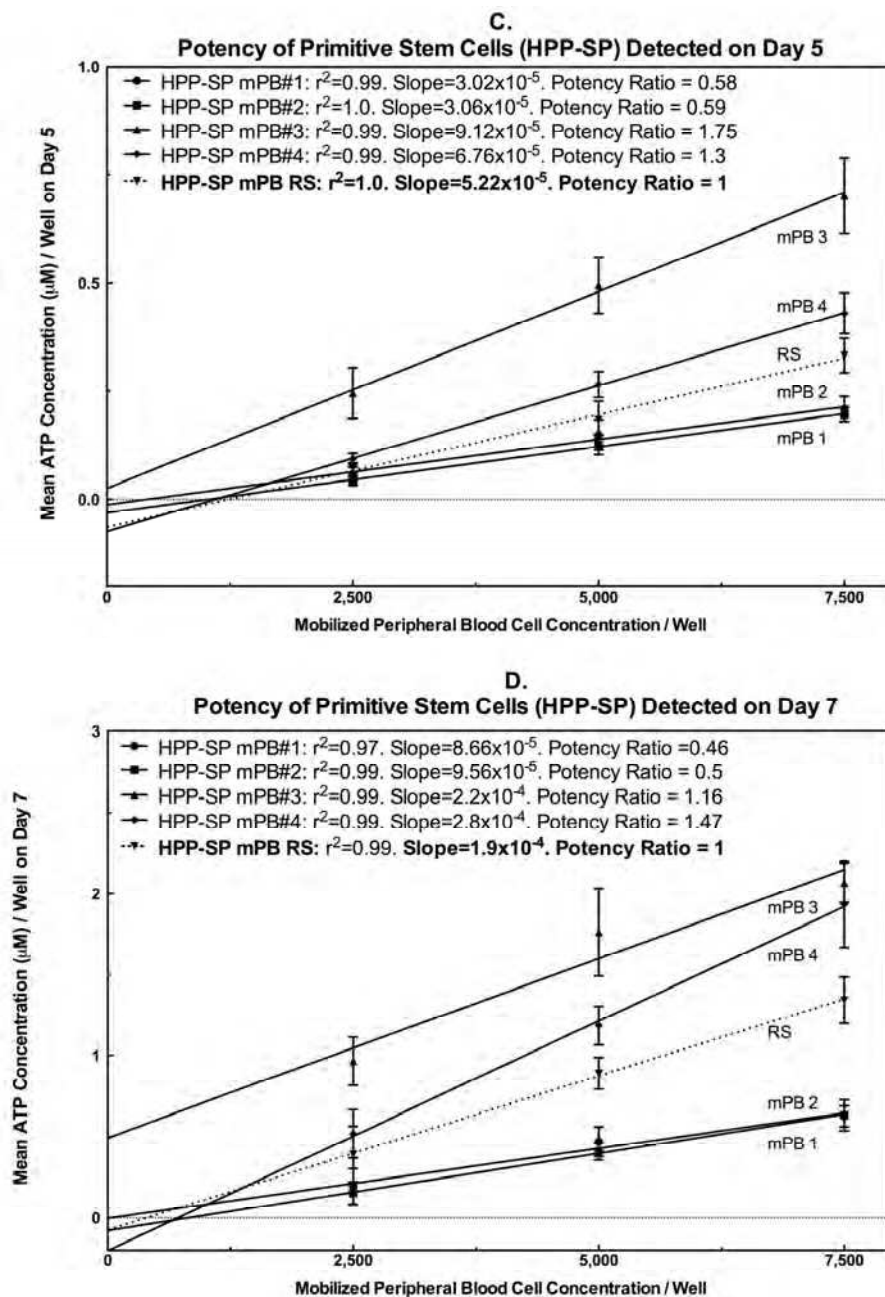 C.
Potency of Primitive Stem Cells (HPP-SP) Detected on Day 5
1.0
HPP-SP mPB#1: r²=0.99. Slope=3.02x10⁻⁵. Potency Ratio = 0.58
HPP-SP mPB#2: r²=1.0. Slope=3.06x10⁻⁵. Potency Ratio = 0.59
HPP-SP mPB#3: r²=0.99. Slope=9.12x10⁻⁵. Potency Ratio = 1.75
HPP-SP mPB#4: r²=0.99. Slope=6.76x10⁻⁵. Potency Ratio = 1.3
HPP-SP mPB RS: r²=1.0. Slope=5.22x10⁻⁵. Potency Ratio = 1
Mean ATP Concentration (μM) / Well on Day 5
mPB 3
0.5
mPB 4
RS
mPB 2
mPB 1
0.0
0 2,500 5,000 7,500
Mobilized Peripheral Blood Cell Concentration / Well
D.
Potency of Primitive Stem Cells (HPP-SP) Detected on Day 7
3
HPP-SP mPB#1: r²=0.97. Slope=8.66x10⁻⁵. Potency Ratio =0.46
HPP-SP mPB#2: r²=0.99. Slope=9.56x10⁻⁵. Potency Ratio = 0.5
HPP-SP mPB#3: r²=0.99. Slope=2.2x10⁻⁴. Potency Ratio = 1.16
HPP-SP mPB#4: r²=0.99. Slope=2.8x10⁻⁴. Potency Ratio = 1.47
HPP-SP mPB RS: r²=0.99. Slope=1.9x10⁻⁴. Potency Ratio = 1
Mean ATP Concentration (μM) / Well on Day 7
2
mPB 3
mPB 4
1
RS
mPB 2
mPB 1
0
0 2,500 5,000 7,500
Mobilized Peripheral Blood Cell Concentration / Well